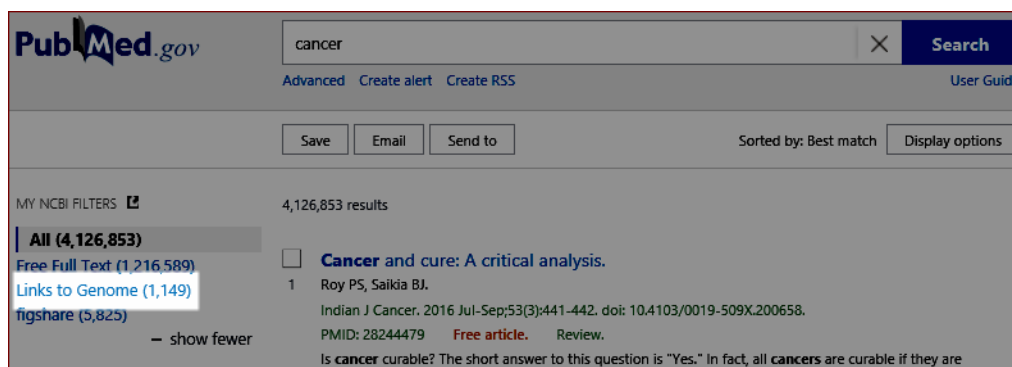 PubMed.gov
cancer
Search
Advanced Create alert Create RSS
User Guid
Save Email Send to
Sorted by: Best match Display options
MY NCBI FILTERS
All (4,126,853)
Free Full Text (1,216,589)
Links to Genome (1,149)
figshare (5,825)
– show fewer
4,126,853 results
Cancer and cure: A critical analysis.
1 Roy PS, Saikia BJ.
Indian J Cancer. 2016 Jul-Sep;53(3):441-442. doi: 10.4103/0019-509X.200658.
PMID: 28244479 Free article. Review.
Is cancer curable? The short answer to this question is "Yes." In fact, all cancers are curable if they are